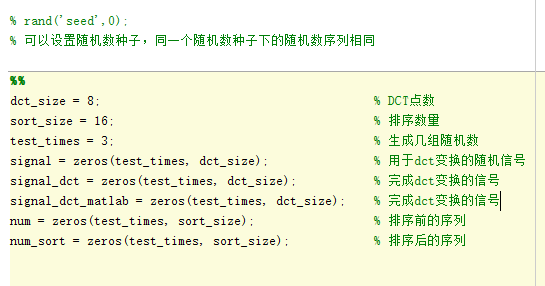 % rand('seed',0);
% 可以设置随机数种子，同一个随机数种子下的随机数序列相同
%%
dct_size = 8; % DCT点数
sort_size = 16; % 排序数量
test_times = 3; % 生成几组随机数
signal = zeros(test_times, dct_size); % 用于dct变换的随机信号
signal_dct = zeros(test_times, dct_size); % 完成dct变换的信号
signal_dct_matlab = zeros(test_times, dct_size); % 完成dct变换的信号
num = zeros(test_times, sort_size); % 排序前的序列
num_sort = zeros(test_times, sort_size); % 排序后的序列